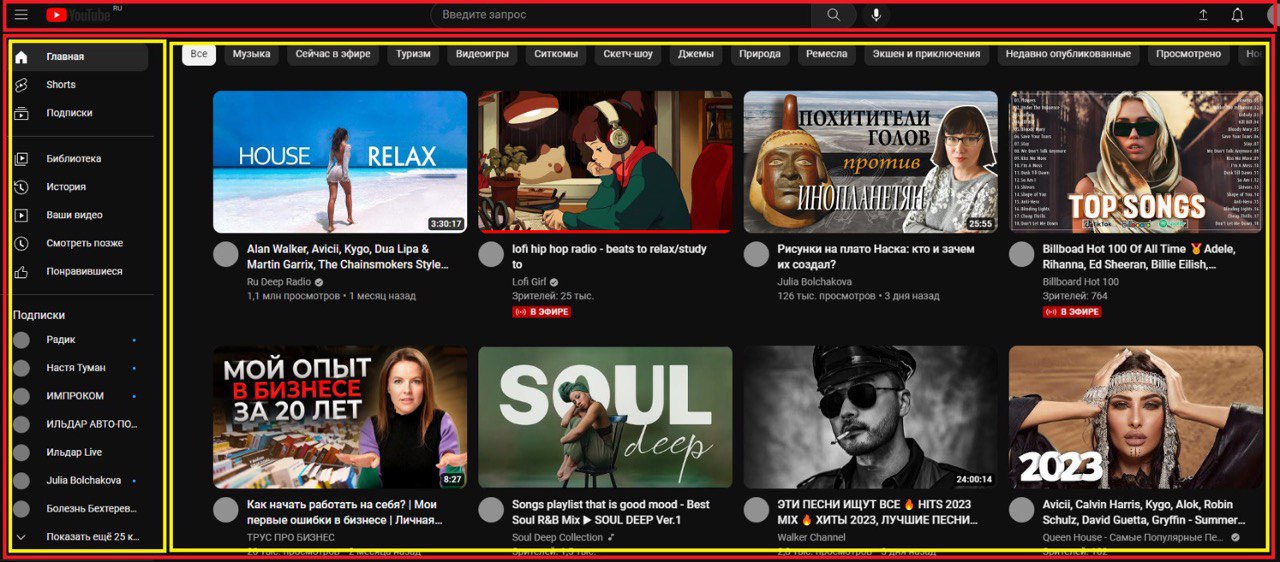 YouTube RU
Введите запрос
Главная
Shorts
Подписки
Библиотека
История
Ваши видео
Смотреть позже
Понравившиеся
Подписки
Радик
Настя Туман
ИМПРОКОМ
ИЛЬДАР АВТО-ПО...
Ильдар Live
Julia Bolchakova
Болезнь Бехтерев...
Показать ещё 25 к...
Все
Музыка
Сейчас в эфире
Туризм
Видеоигры
Ситкомы
Скетч-шоу
Джемы
Природа
Ремесла
Экшен и приключения
Недавно опубликованные
Просмотрено
HOUSE RELAX
3:30:17
Alan Walker, Avicii, Kygo, Dua Lipa &
Martin Garrix, The Chainsmokers Style...
Ru Deep Radio
1,1 млн просмотров • 1 месяц назад
lofi hip hop radio - beats to relax/study
to
Lofi Girl
Зрителей: 25 тыс.
В ЭФИРЕ
ПОХИТИТЕЛИ
ГОЛОВ
против
ИНОПЛАНЕТЯН
25:55
Рисунки на плато Наска: кто и зачем
их создал?
Julia Bolchakova
126 тыс. просмотров • 3 дня назад
TOP SONGS
Billboad Hot 100 Of All Time 🏅 Adele,
Rihanna, Ed Sheeran, Billie Eilish,...
Billboard Hot 100
Зрителей: 764
В ЭФИРЕ
МОЙ ОПЫТ
В БИЗНЕСЕ
ЗА 20 ЛЕТ
8:27
Как начать работать на себя? | Мои
первые ошибки в бизнесе | Личная...
ТРУС ПРО БИЗНЕС
SOUL
deep
Songs playlist that is good mood - Best
Soul R&B Mix ▶ SOUL DEEP Ver.1
Soul Deep Collection
24:00:14
ЭТИ ПЕСНИ ИЩУТ ВСЕ 🔥 HITS 2023
MIX 🔥 ХИТЫ 2023, ЛУЧШИЕ ПЕСНИ...
Walker Channel
2023
Avicii, Calvin Harris, Kygo, Alok, Robin
Schulz, David Guetta, Gryffin - Summer...
Queen House - Самые Популярные Пе...